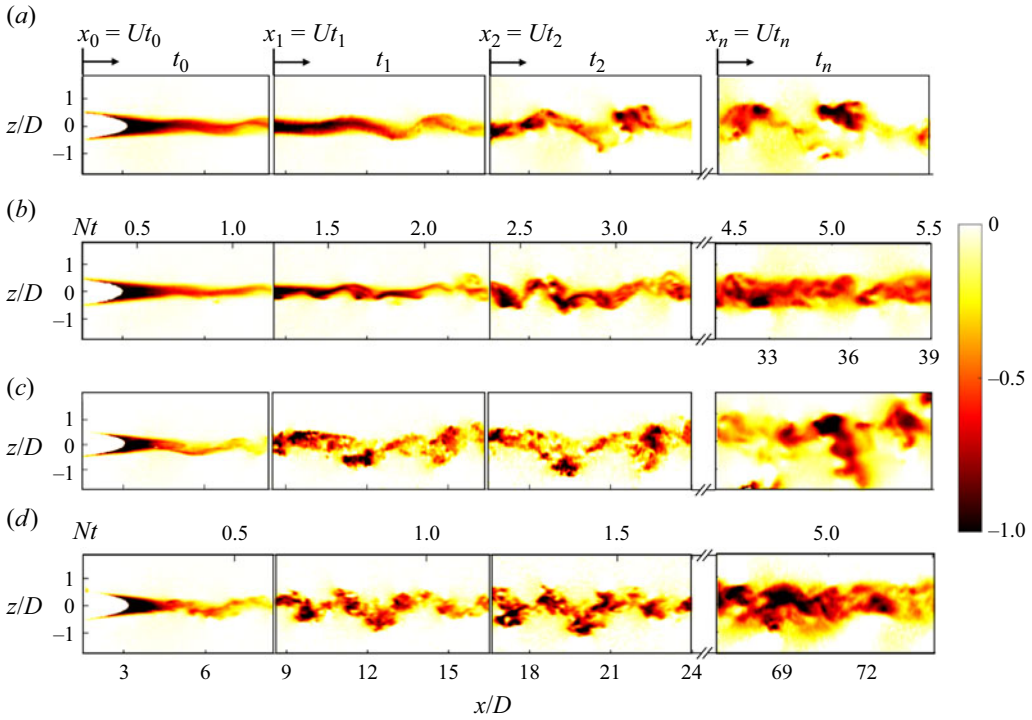 (a)
x₀ = Ut₀ x₁ = Ut₁ x₂ = Ut₂ xₙ = Utₙ
t₀ t₁ t₂ tₙ
1
z/D 0
–1
(b) Nt 0.5 1.0 1.5 2.0 2.5 3.0 4.5 5.0 5.5
1
z/D 0
–1
33 36 39
0
–0.5
–1.0
(c)
1
z/D 0
–1
(d) Nt 0.5 1.0 1.5 5.0
1
z/D 0
–1
3 6 9 12 15 18 21 24 69 72
x/D